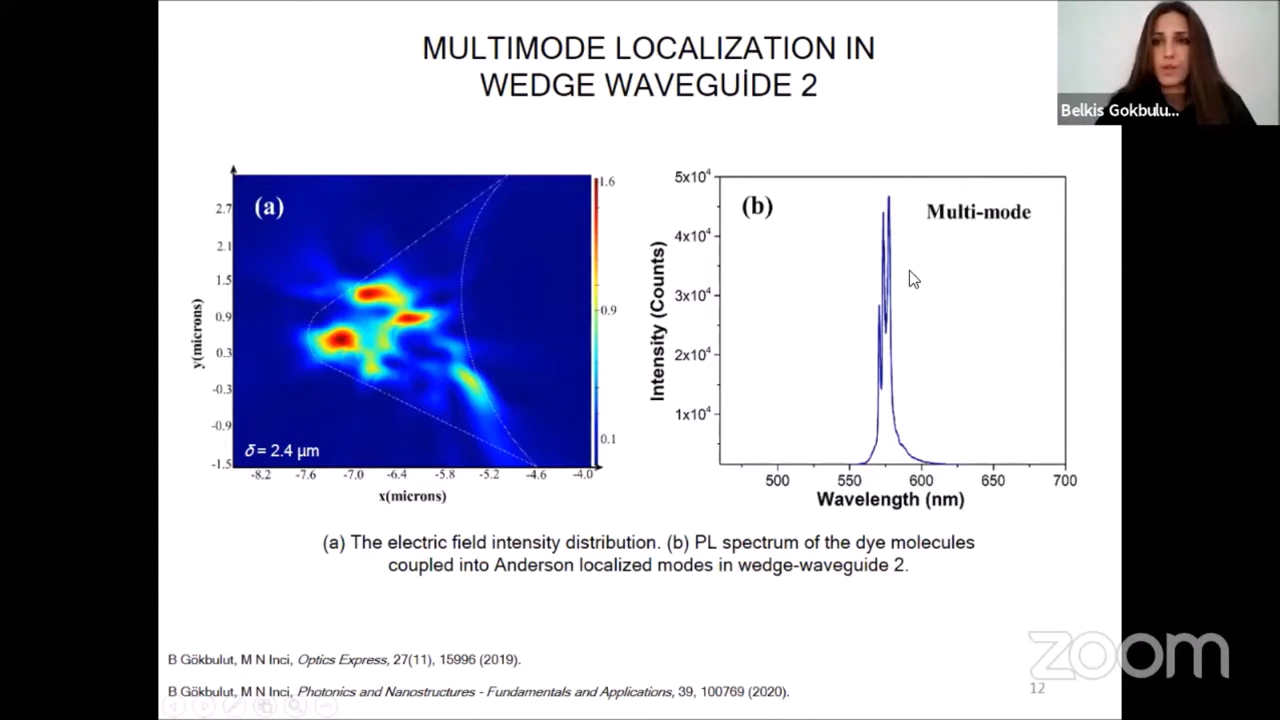 MULTIMODE LOCALIZATION IN
WEDGE WAVEGUİDE 2
Belkis Gokbulu...
(a)
2.7
2.1
1.5
0.9
0.3
-0.3
-0.9
-1.5
y(microns)
δ = 2.4 μm
-8.2 -7.6 -7.0 -6.4 -5.8 -5.2 -4.6 -4.0
x(microns)
1.6
0.9
0.1
(b)
Multi-mode
5x10⁴
4x10⁴
3x10⁴
2x10⁴
1x10⁴
Intensity (Counts)
500 550 600 650 700
Wavelength (nm)
(a) The electric field intensity distribution. (b) PL spectrum of the dye molecules
coupled into Anderson localized modes in wedge-waveguide 2.
B Gökbulut, M N Inci, Optics Express, 27(11), 15996 (2019).
B Gökbulut, M N Inci, Photonics and Nanostructures - Fundamentals and Applications, 39, 100769 (2020).
12
zoom